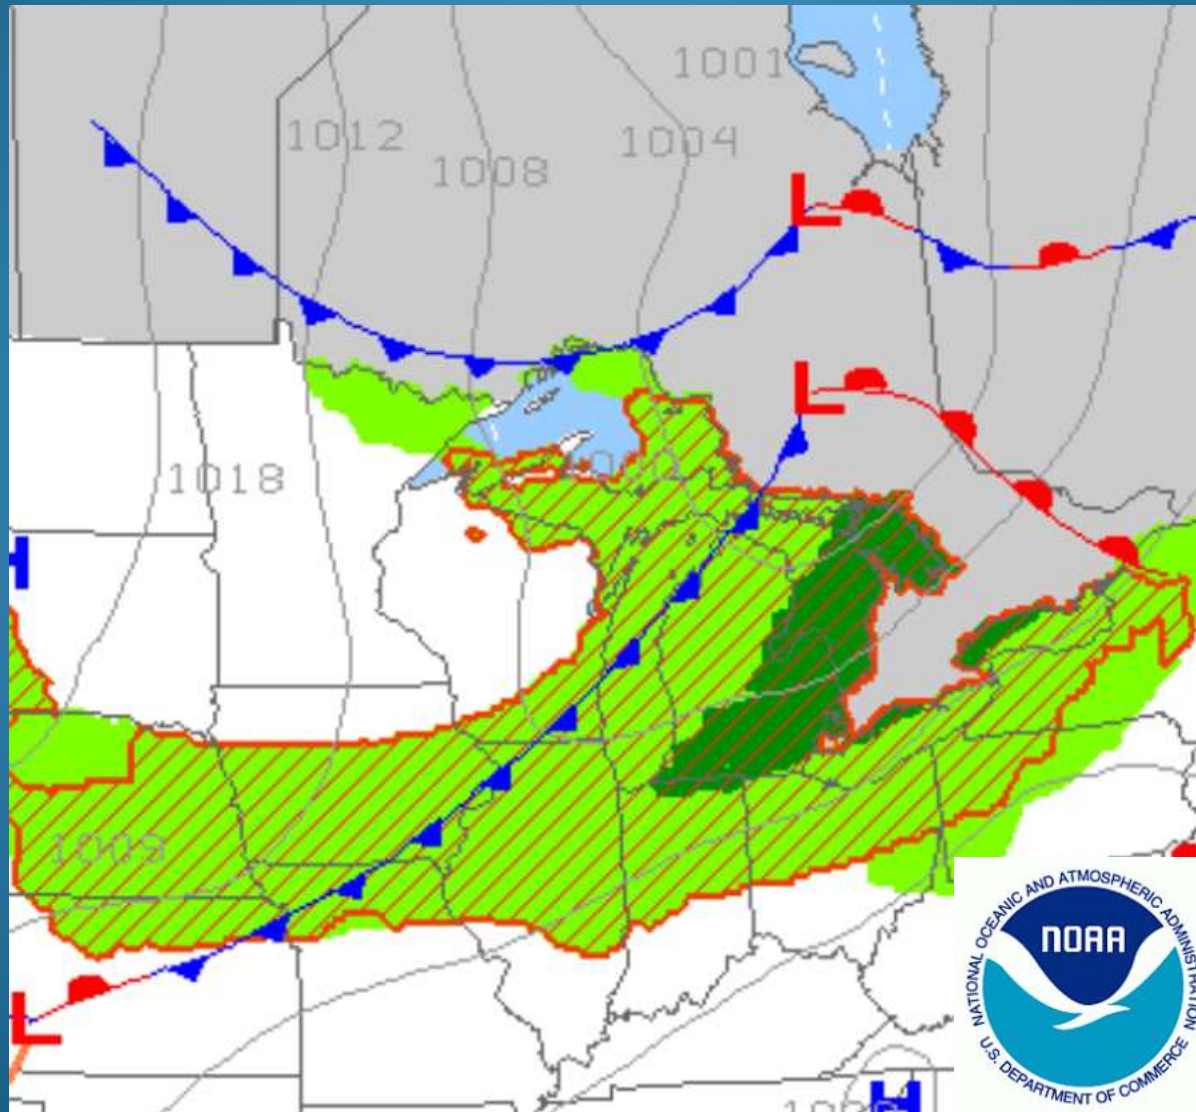 1001
1012
1004
1008
L
L
1018
H
1009
L
H
NOAA
NATIONAL OCEANIC AND ATMOSPHERIC ADMINISTRATION
U.S. DEPARTMENT OF COMMERCE